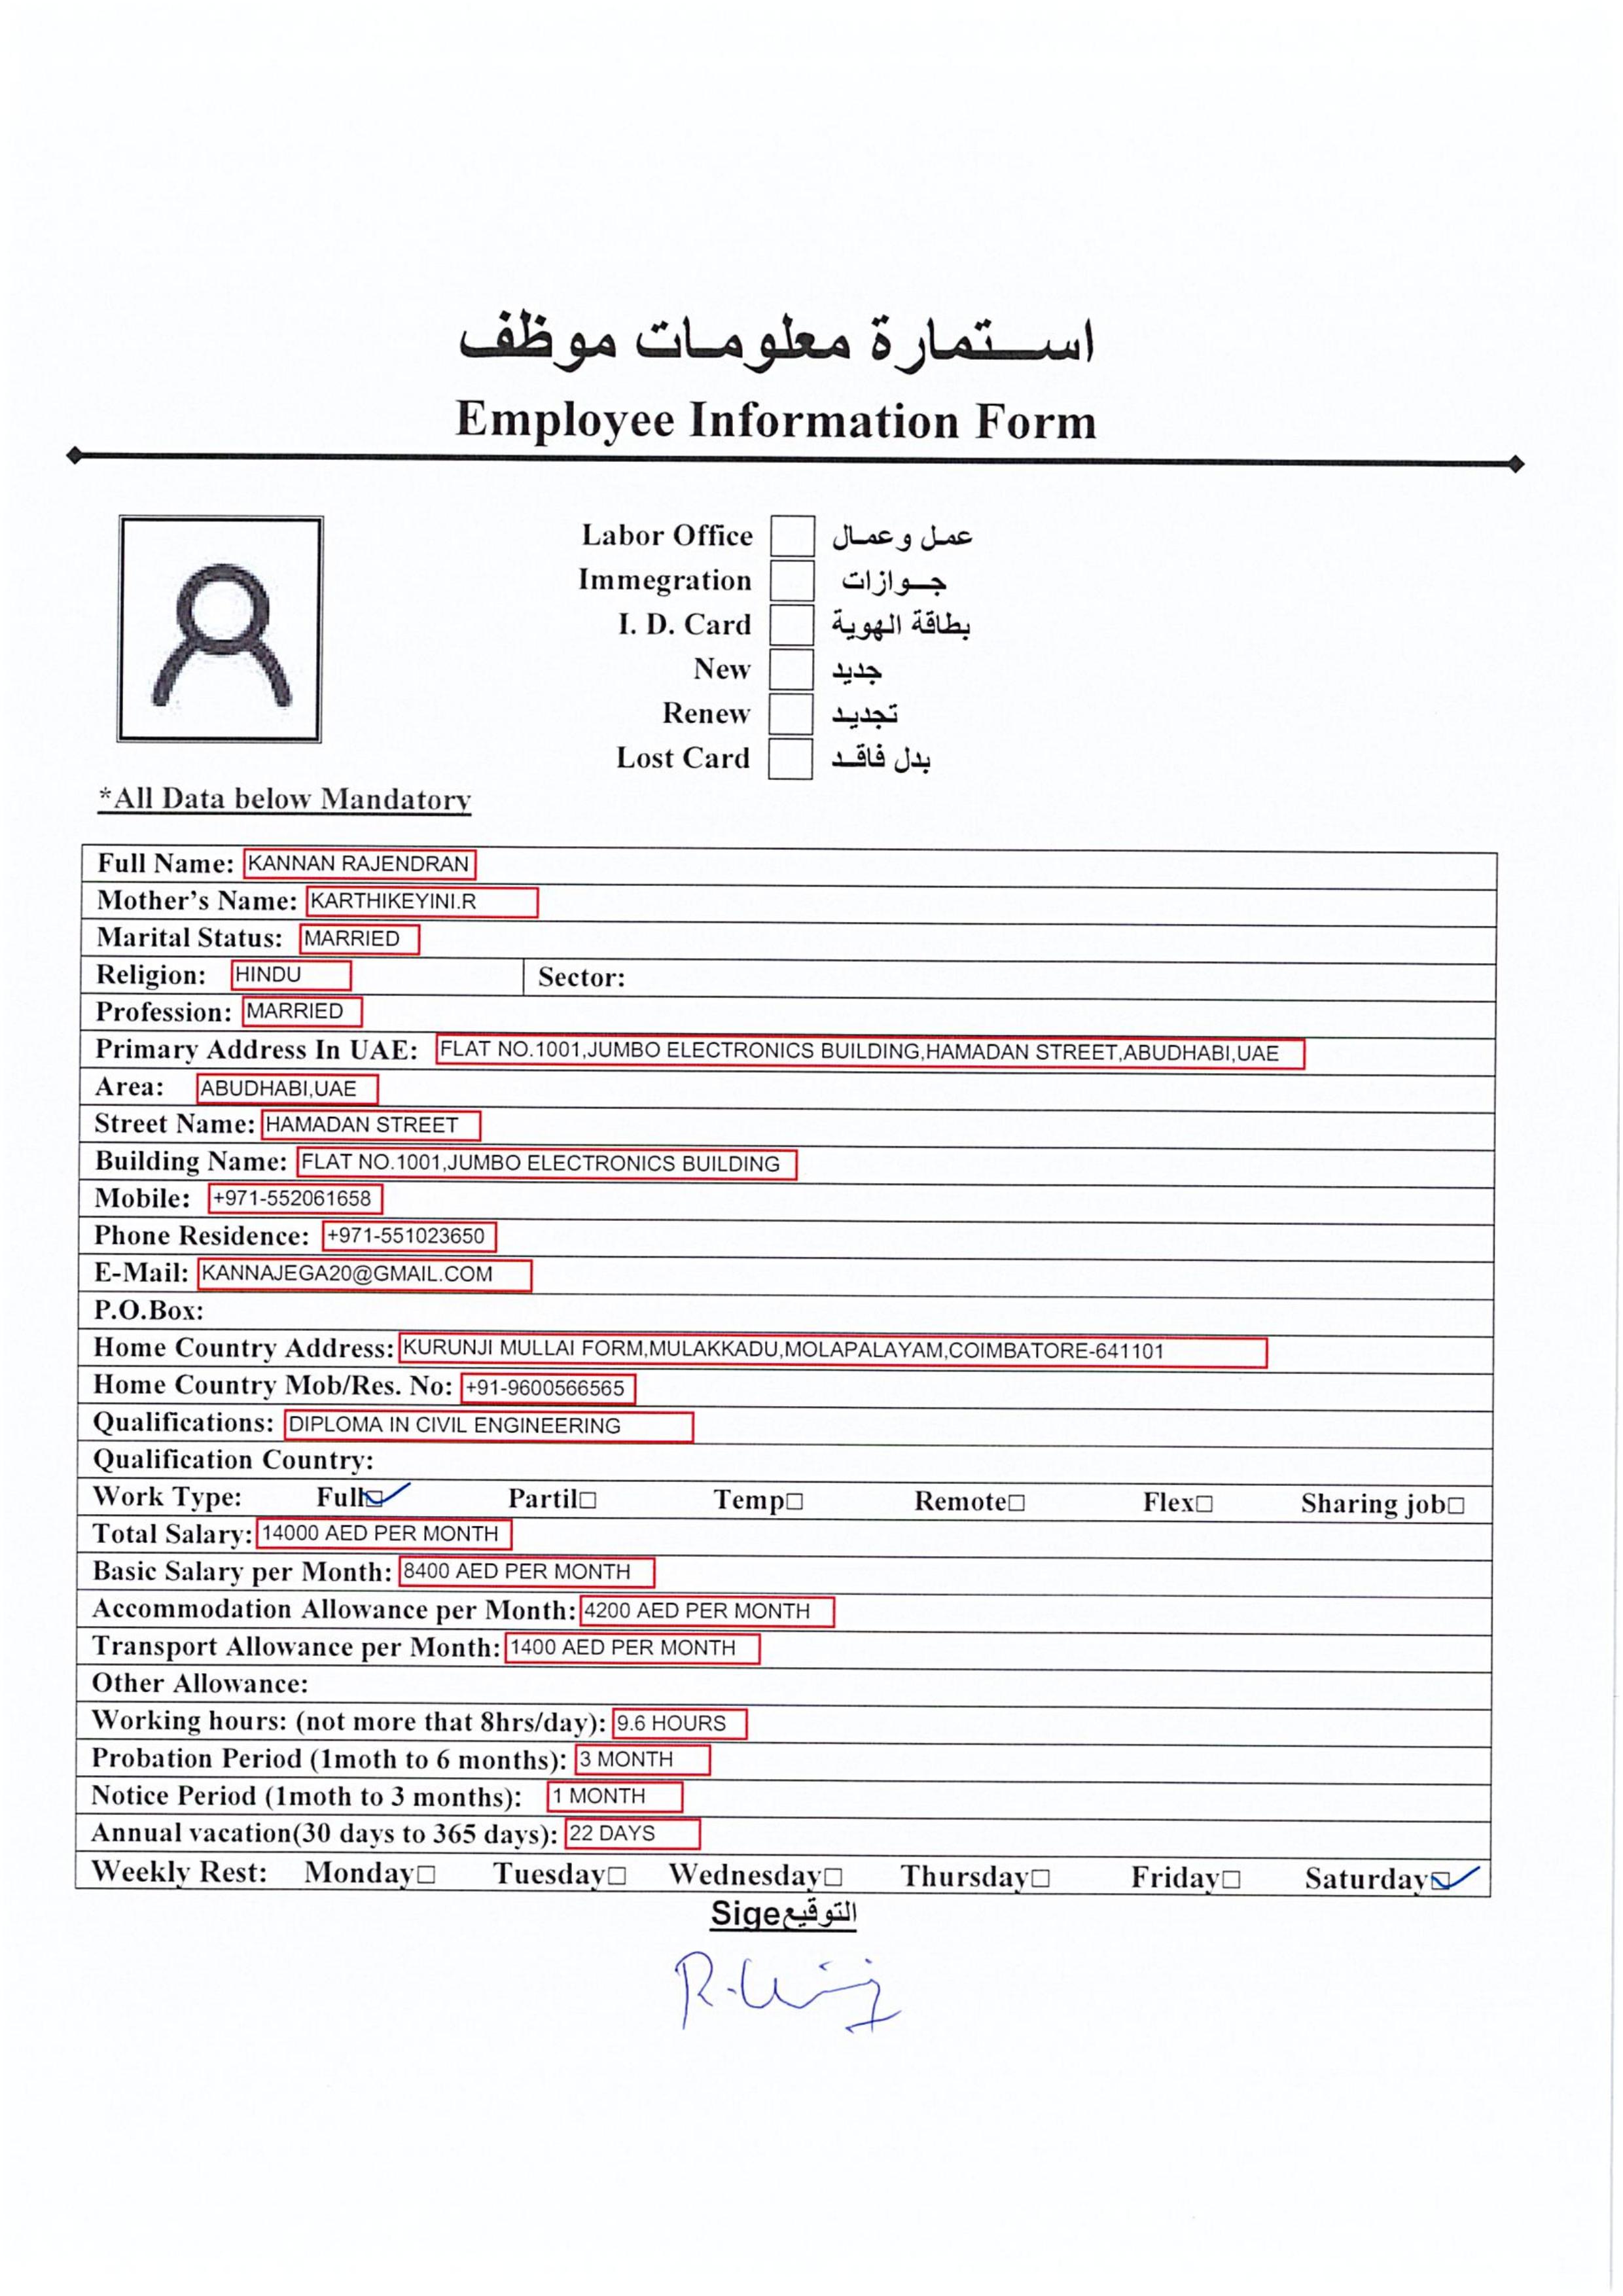 استمارة معلومات موظف
Employee Information Form
Labor Office عمل وعمال
Immegration جوازات
I. D. Card بطاقة الهوية
New جديد
Renew تجديد
Lost Card بدل فاقد
*All Data below Mandatory
Full Name: KANNAN RAJENDRAN
Mother's Name: KARTHIKEYINI.R
Marital Status: MARRIED
Religion: HINDU Sector:
Profession: MARRIED
Primary Address In UAE: FLAT NO.1001,JUMBO ELECTRONICS BUILDING,HAMADAN STREET,ABUDHABI,UAE
Area: ABUDHABI,UAE
Street Name: HAMADAN STREET
Building Name: FLAT NO.1001,JUMBO ELECTRONICS BUILDING
Mobile: +971-552061658
Phone Residence: +971-551023650
E-Mail: KANNAJEGA20@GMAIL.COM
P.O.Box:
Home Country Address: KURUNJI MULLAI FORM,MULAKKADU,MOLAPALAYAM,COIMBATORE-641101
Home Country Mob/Res. No: +91-9600566565
Qualifications: DIPLOMA IN CIVIL ENGINEERING
Qualification Country:
Work Type: Full☑ Partil□ Temp□ Remote□ Flex□ Sharing job□
Total Salary: 14000 AED PER MONTH
Basic Salary per Month: 8400 AED PER MONTH
Accommodation Allowance per Month: 4200 AED PER MONTH
Transport Allowance per Month: 1400 AED PER MONTH
Other Allowance:
Working hours: (not more that 8hrs/day): 9.6 HOURS
Probation Period (1moth to 6 months): 3 MONTH
Notice Period (1moth to 3 months): 1 MONTH
Annual vacation(30 days to 365 days): 22 DAYS
Weekly Rest: Monday□ Tuesday□ Wednesday□ Thursday□ Friday□ Saturday☑
Sigeالتوقيع